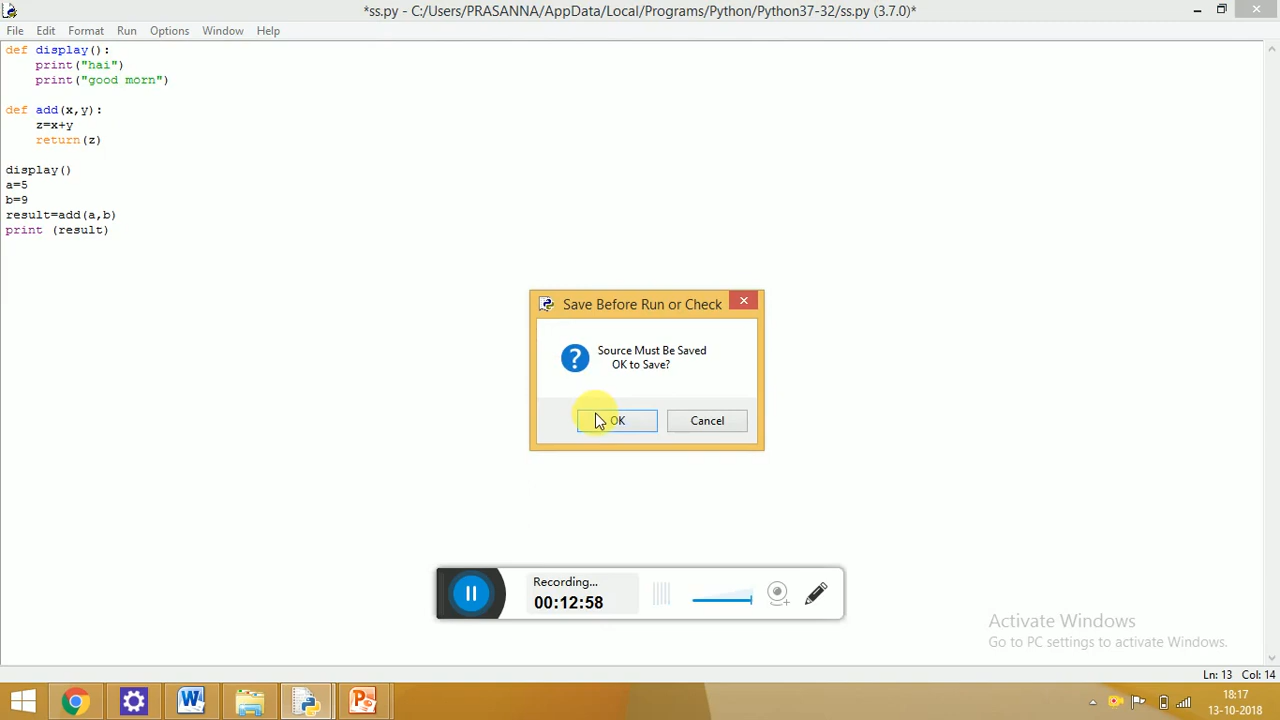 *ss.py - C:/Users/PRASANNA/AppData/Local/Programs/Python/Python37-32/ss.py (3.7.0)*
File Edit Format Run Options Window Help
def display():
    print("hai")
    print("good morn")
def add(x,y):
    z=x+y
    return(z)
display()
a=5
b=9
result=add(a,b)
print (result)
Save Before Run or Check
Source Must Be Saved
OK to Save?
OK Cancel
Recording...
00:12:58
Activate Windows
Go to PC settings to activate Windows.
Ln: 13 Col: 14
18:17
13-10-2018